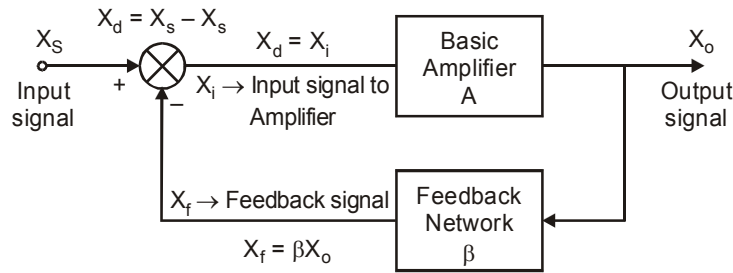 X_d = X_s – X_s
X_S
X_d = X_i
Basic
Amplifier
A
X_o
+
–
Input
signal
X_i → Input signal to
Amplifier
Output
signal
X_f → Feedback signal
Feedback
Network
β
X_f = βX_o